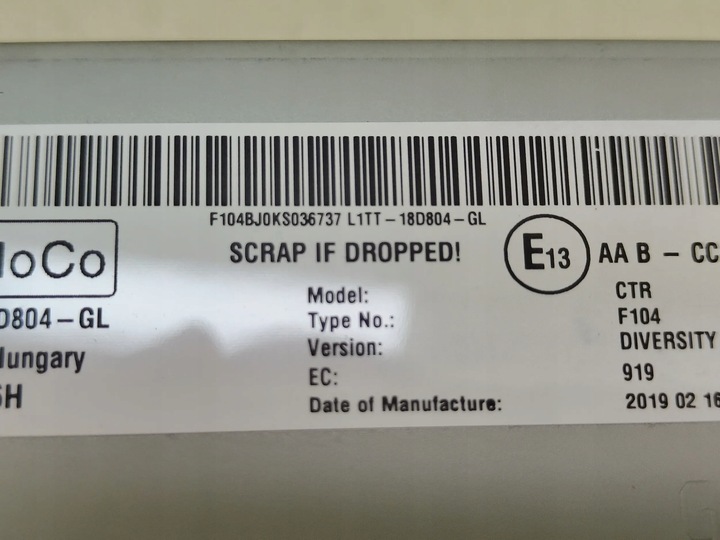 F104BJ0KS036737 L1TT-18D804-GL
oCo
SCRAP IF DROPPED!
E13 AA B - CC
D804-GL
Hungary
H
Model: CTR
Type No.: F104
Version: DIVERSITY
EC: 919
Date of Manufacture: 2019 02 16